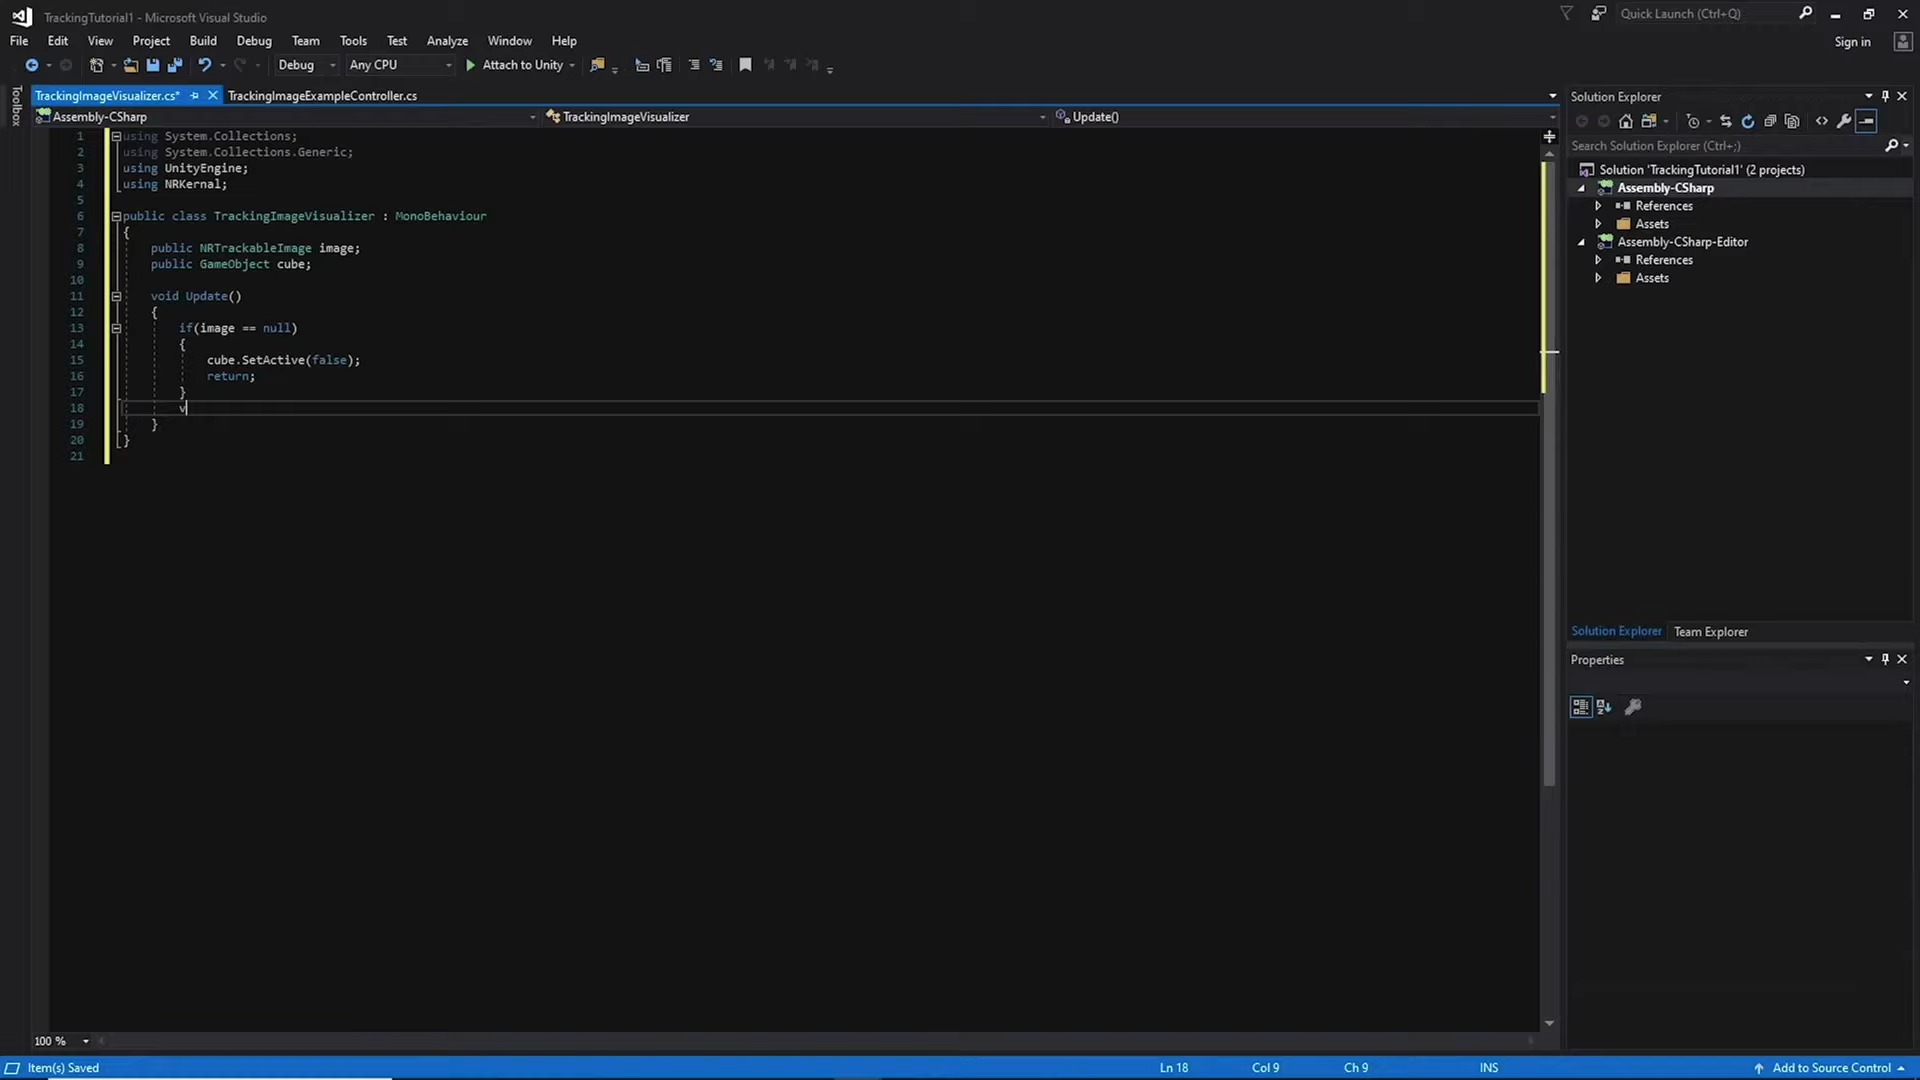 TrackingTutorial1 - Microsoft Visual Studio
Quick Launch (Ctrl+Q)
File Edit View Project Build Debug Team Tools Test Analyze Window Help
Sign in
Debug Any CPU Attach to Unity
Toolbox
TrackingImageVisualizer.cs* TrackingImageExampleController.cs
Assembly-CSharp TrackingImageVisualizer Update()
1 using System.Collections;
2 using System.Collections.Generic;
3 using UnityEngine;
4 using NRKernal;
5
6 public class TrackingImageVisualizer : MonoBehaviour
7 {
8 public NRTrackableImage image;
9 public GameObject cube;
10
11 void Update()
12 {
13 if(image == null)
14 {
15 cube.SetActive(false);
16 return;
17 }
18 v
19 }
20 }
21
100 %
Solution Explorer
Search Solution Explorer (Ctrl+;)
Solution 'TrackingTutorial1' (2 projects)
Assembly-CSharp
References
Assets
Assembly-CSharp-Editor
References
Assets
Solution Explorer Team Explorer
Properties
Item(s) Saved Ln 18 Col 9 Ch 9 INS Add to Source Control